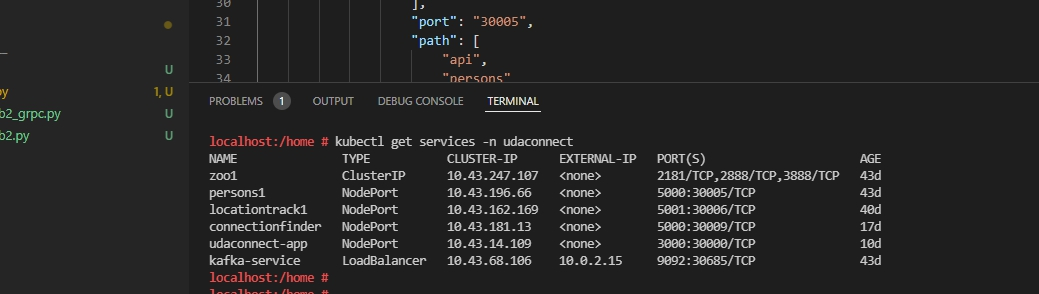 30 ],
31 "port": "30005",
32 "path": [
33 "api",
34 "persons"
U
py 1, U
b2_grpc.py U
b2.py U
PROBLEMS 1 OUTPUT DEBUG CONSOLE TERMINAL
localhost:/home # kubectl get services -n udaconnect
NAME TYPE CLUSTER-IP EXTERNAL-IP PORT(S) AGE
zoo1 ClusterIP 10.43.247.107 <none> 2181/TCP,2888/TCP,3888/TCP 43d
persons1 NodePort 10.43.196.66 <none> 5000:30005/TCP 43d
locationtrack1 NodePort 10.43.162.169 <none> 5001:30006/TCP 40d
connectionfinder NodePort 10.43.181.13 <none> 5000:30009/TCP 17d
udaconnect-app NodePort 10.43.14.109 <none> 3000:30000/TCP 10d
kafka-service LoadBalancer 10.43.68.106 10.0.2.15 9092:30685/TCP 43d
localhost:/home #
localhost:/home #